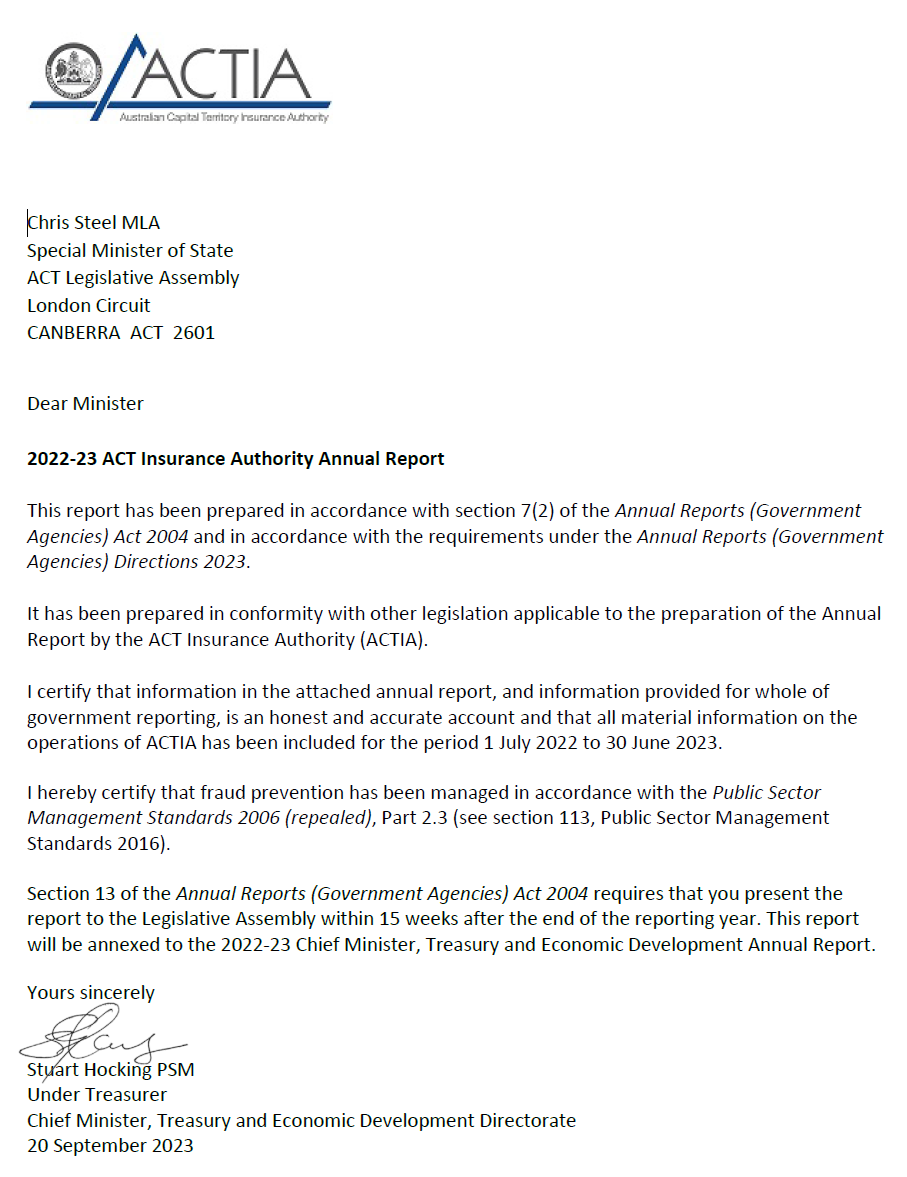 ACTIA
Australian Capital Territory Insurance Authority
Chris Steel MLA
Special Minister of State
ACT Legislative Assembly
London Circuit
CANBERRA  ACT  2601
Dear Minister
2022-23 ACT Insurance Authority Annual Report
This report has been prepared in accordance with section 7(2) of the Annual Reports (Government
Agencies) Act 2004 and in accordance with the requirements under the Annual Reports (Government
Agencies) Directions 2023.
It has been prepared in conformity with other legislation applicable to the preparation of the Annual
Report by the ACT Insurance Authority (ACTIA).
I certify that information in the attached annual report, and information provided for whole of
government reporting, is an honest and accurate account and that all material information on the
operations of ACTIA has been included for the period 1 July 2022 to 30 June 2023.
I hereby certify that fraud prevention has been managed in accordance with the Public Sector
Management Standards 2006 (repealed), Part 2.3 (see section 113, Public Sector Management
Standards 2016).
Section 13 of the Annual Reports (Government Agencies) Act 2004 requires that you present the
report to the Legislative Assembly within 15 weeks after the end of the reporting year. This report
will be annexed to the 2022-23 Chief Minister, Treasury and Economic Development Annual Report.
Yours sincerely
Stuart Hocking PSM
Under Treasurer
Chief Minister, Treasury and Economic Development Directorate
20 September 2023